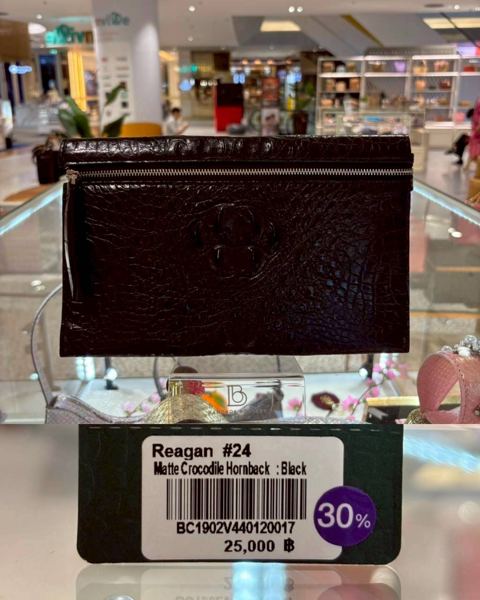 Reagan #24
Matte Crocodile Hornback : Black
BC1902V440120017
25,000 ฿
30%